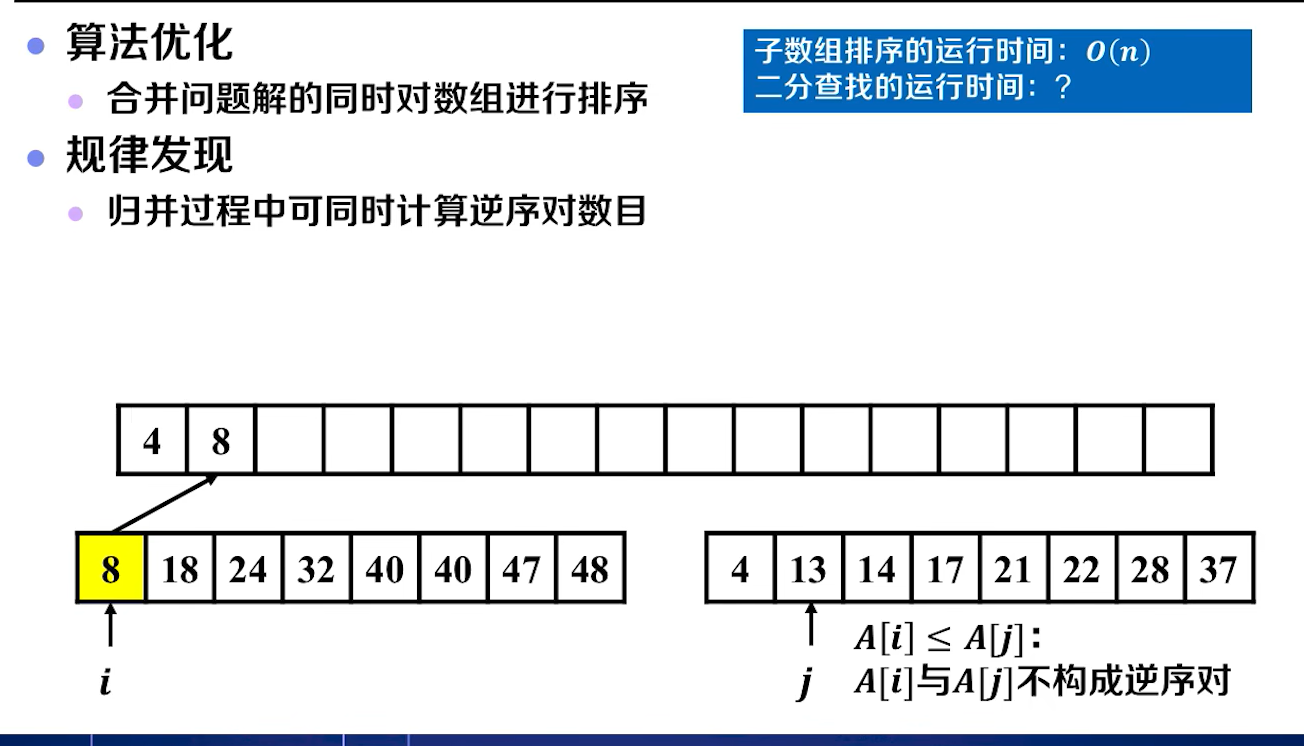 算法优化
合并问题解的同时对数组进行排序
规律发现
归并过程中可同时计算逆序对数目
子数组排序的运行时间：O(n)
二分查找的运行时间：?
4 8
8 18 24 32 40 40 47 48
4 13 14 17 21 22 28 37
i
j
A[i] ≤ A[j]：
A[i]与A[j]不构成逆序对